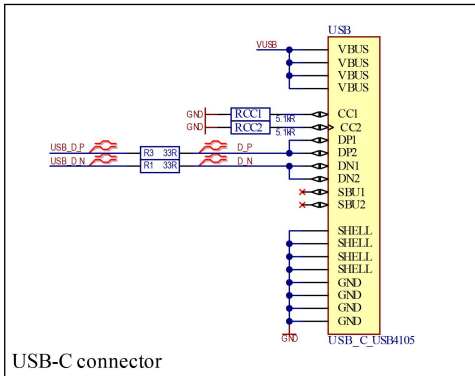 USB
VUSB
VBUS
VBUS
VBUS
VBUS
GND RCC1 5.1kR CC1
GND RCC2 5.1kR CC2
DP1
USB_D_P R3 33R D_P DP2
USB_D_N R1 33R D_N DN1
DN2
SBU1
SBU2
SHELL
SHELL
SHELL
SHELL
GND
GND
GND
GND
GND
USB_C_USB4105
USB-C connector